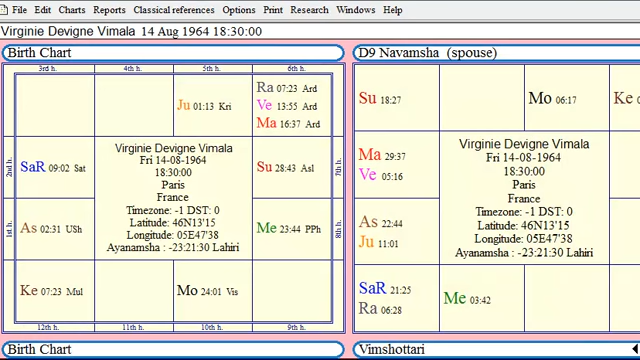 File Edit Charts Reports Classical references Options Print Research Windows Help
Virginie Devigne Vimala 14 Aug 1964 18:30:00
Birth Chart
3rd h. 4th h. 5th h. 6th h.
Ju 01:13 Kri
Ra 07:23 Ard
Ve 13:55 Ard
Ma 16:37 Ard
2nd h.
SaR 09:02 Sat
Virginie Devigne Vimala
Fri 14-08-1964
18:30:00
Paris
France
Timezone: -1 DST: 0
Latitude: 46N13'15
Longitude: 05E47'38
Ayanamsha : -23:21:30 Lahiri
Su 28:43 Asl
7th h.
1st h.
As 02:31 USh
Me 23:44 PPh
8th h.
Ke 07:23 Mul
Mo 24:01 Vis
12th h. 11th h. 10th h. 9th h.
Birth Chart
D9 Navamsha (spouse)
Su 18:27
Mo 06:17
Ke
Ma 29:37
Ve 05:16
Virginie Devigne Vimala
Fri 14-08-1964
18:30:00
Paris
France
Timezone: -1 DST: 0
Latitude: 46N13'15
Longitude: 05E47'38
Ayanamsha : -23:21:30 Lahiri
As 22:44
Ju 11:01
SaR 21:25
Ra 06:28
Me 03:42
Vimshottari